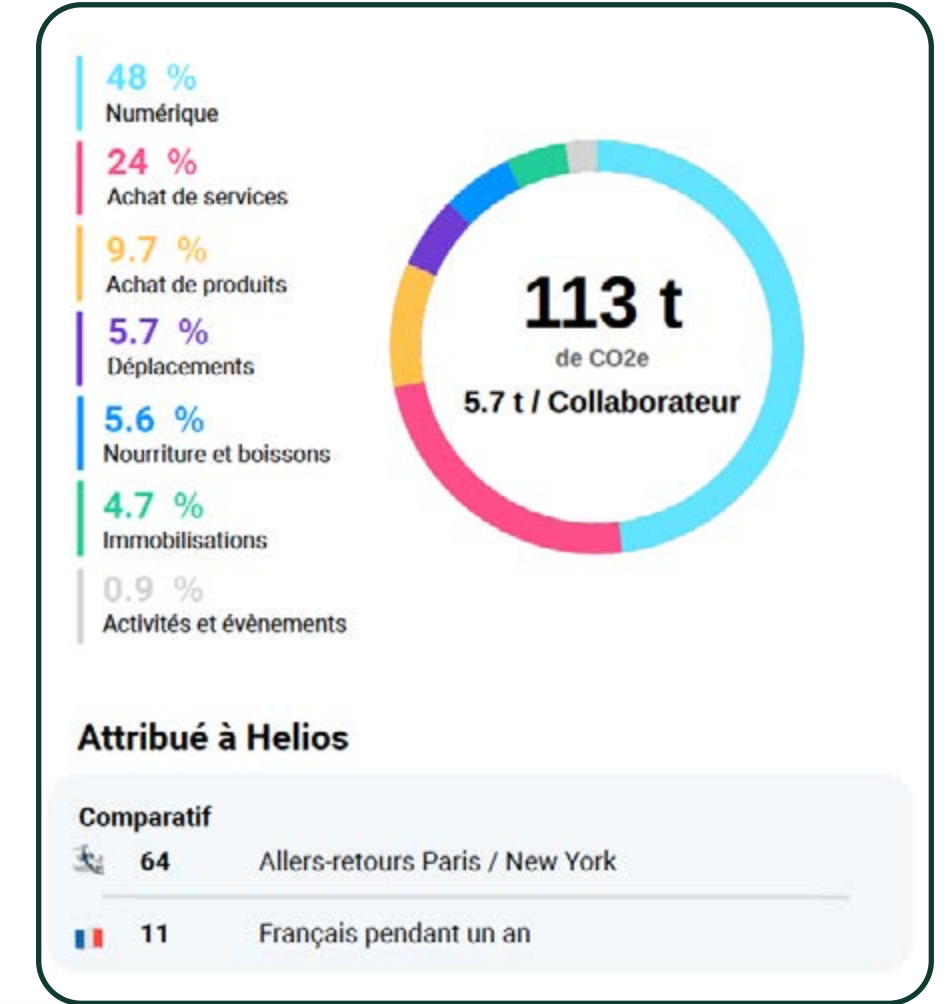 48 %
Numérique
24 %
Achat de services
9.7 %
Achat de produits
5.7 %
Déplacements
5.6 %
Nourriture et boissons
4.7 %
Immobilisations
0.9 %
Activités et évènements
113 t
de CO2e
5.7 t / Collaborateur
Attribué à Helios
Comparatif
64 Allers-retours Paris / New York
11 Français pendant un an